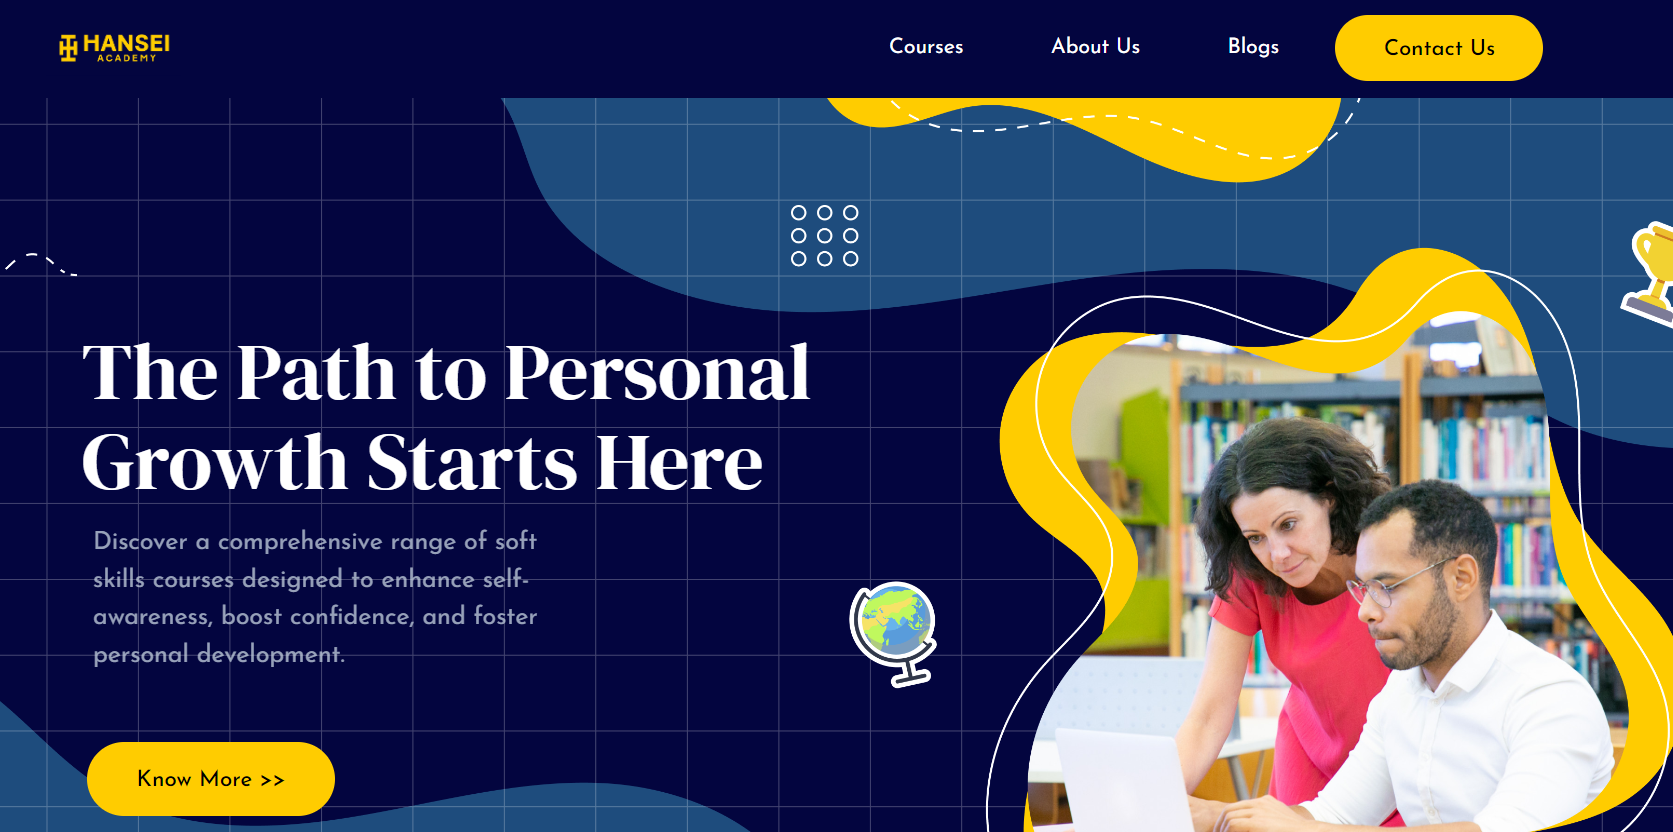 HANSEI
ACADEMY
Courses
About Us
Blogs
Contact Us
The Path to Personal
Growth Starts Here
Discover a comprehensive range of soft
skills courses designed to enhance self-
awareness, boost confidence, and foster
personal development.
Know More >>